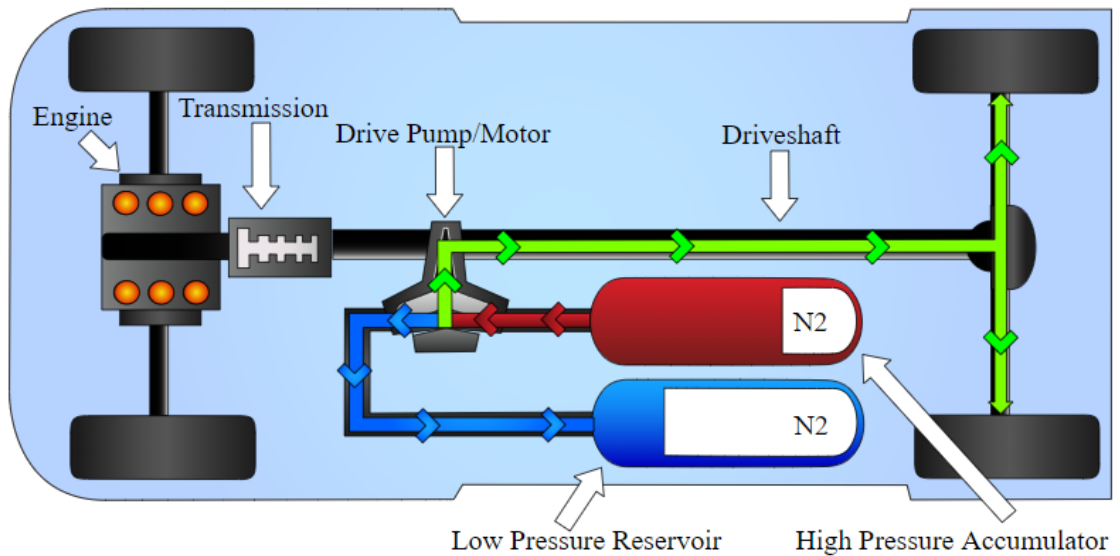 Engine
Transmission
Drive Pump/Motor
Driveshaft
N2
N2
Low Pressure Reservoir
High Pressure Accumulator